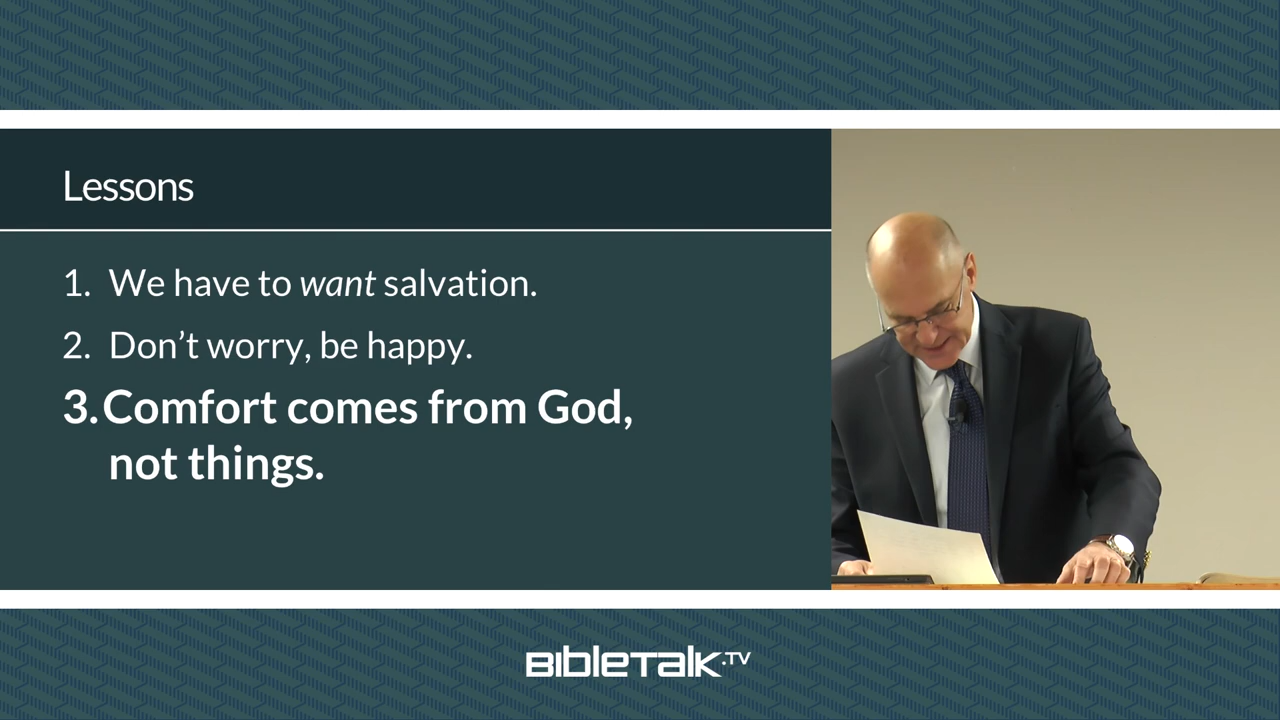 Lessons
1. We have to want salvation.
2. Don't worry, be happy.
3. Comfort comes from God,
not things.
BIBLETALK.TV